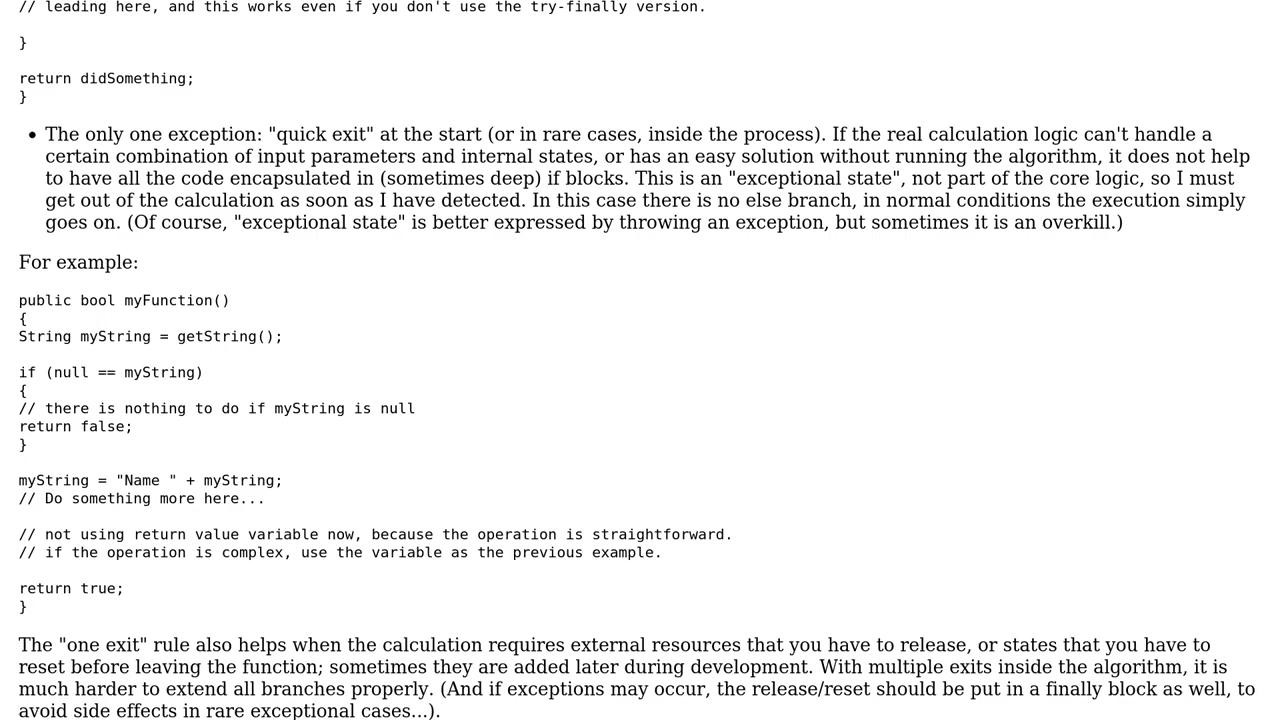 // leading here, and this works even if you don't use the try-finally version.
}
return didSomething;
}
• The only one exception: "quick exit" at the start (or in rare cases, inside the process). If the real calculation logic can't handle a
certain combination of input parameters and internal states, or has an easy solution without running the algorithm, it does not help
to have all the code encapsulated in (sometimes deep) if blocks. This is an "exceptional state", not part of the core logic, so I must
get out of the calculation as soon as I have detected. In this case there is no else branch, in normal conditions the execution simply
goes on. (Of course, "exceptional state" is better expressed by throwing an exception, but sometimes it is an overkill.)
For example:
public bool myFunction()
{
String myString = getString();
if (null == myString)
{
// there is nothing to do if myString is null
return false;
}
myString = "Name " + myString;
// Do something more here...
// not using return value variable now, because the operation is straightforward.
// if the operation is complex, use the variable as the previous example.
return true;
}
The "one exit" rule also helps when the calculation requires external resources that you have to release, or states that you have to
reset before leaving the function; sometimes they are added later during development. With multiple exits inside the algorithm, it is
much harder to extend all branches properly. (And if exceptions may occur, the release/reset should be put in a finally block as well, to
avoid side effects in rare exceptional cases...).